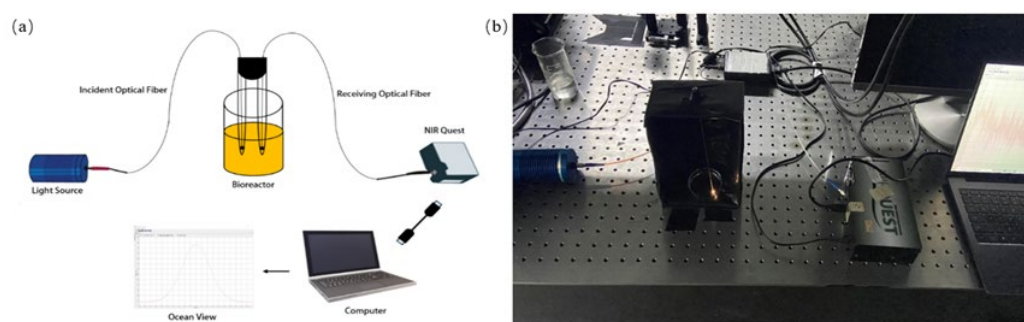 (a)
Incident Optical Fiber
Receiving Optical Fiber
NIR Quest
Light Source
Bioreactor
Computer
Ocean View
(b)
UEST